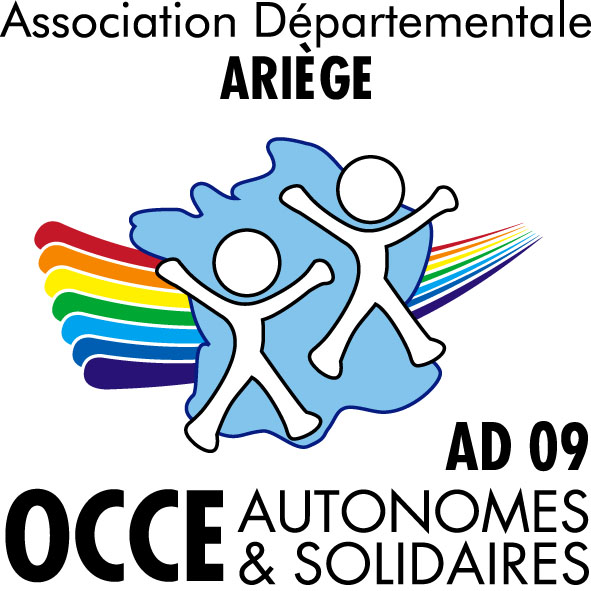 Association Départementale
ARIÈGE
AD 09
OCCE AUTONOMES
& SOLIDAIRES